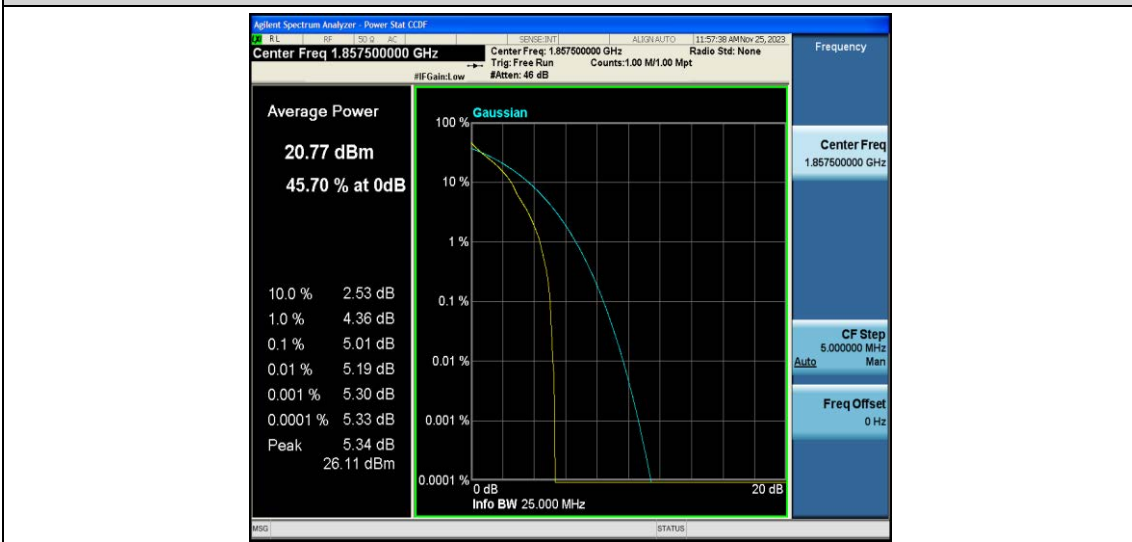 Agilent Spectrum Analyzer - Power Stat CCDF
RL RF 50 Ω AC SENSE:INT ALIGN AUTO 11:57:38 AM Nov 25, 2023
Center Freq 1.857500000 GHz
Center Freq: 1.857500000 GHz Radio Std: None
Trig: Free Run Counts:1.00 M/1.00 Mpt
#IFGain:Low #Atten: 46 dB
Frequency
Average Power
20.77 dBm
45.70 % at 0dB
10.0 % 2.53 dB
1.0 % 4.36 dB
0.1 % 5.01 dB
0.01 % 5.19 dB
0.001 % 5.30 dB
0.0001 % 5.33 dB
Peak 5.34 dB
26.11 dBm
Gaussian
100 %
10 %
1 %
0.1 %
0.01 %
0.001 %
0.0001 %
0 dB 20 dB
Info BW 25.000 MHz
Center Freq
1.857500000 GHz
CF Step
5.000000 MHz
Auto Man
Freq Offset
0 Hz
MSG STATUS